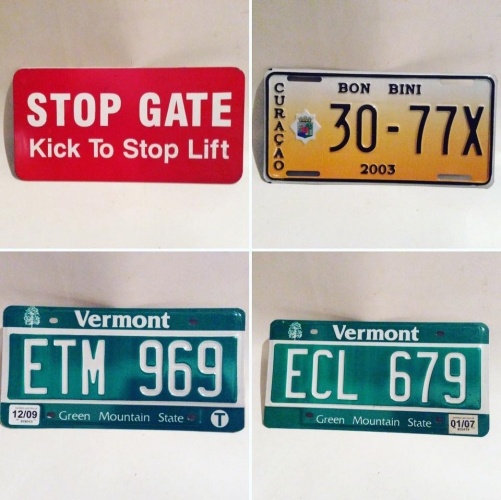 STOP GATE
Kick To Stop Lift
BON BINI
CURAÇAO
30-77X
2003
Vermont
ETM 969
12/09
Green Mountain State
T
Vermont
ECL 679
Green Mountain State
01/07